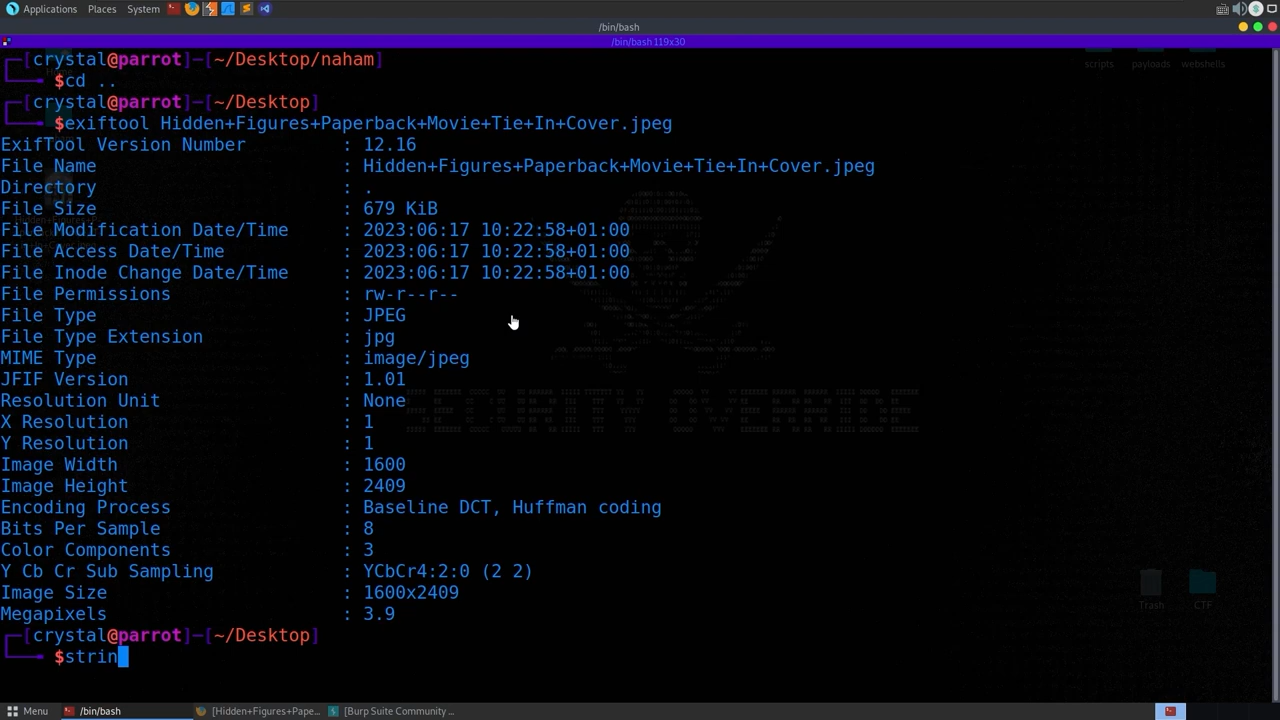 Applications Places System
/bin/bash
/bin/bash 119x30
┌─[crystal@parrot]─[~/Desktop/naham]
└──╼ $cd ..
┌─[crystal@parrot]─[~/Desktop]
└──╼ $exiftool Hidden+Figures+Paperback+Movie+Tie+In+Cover.jpeg
ExifTool Version Number : 12.16
File Name : Hidden+Figures+Paperback+Movie+Tie+In+Cover.jpeg
Directory : .
File Size : 679 KiB
File Modification Date/Time : 2023:06:17 10:22:58+01:00
File Access Date/Time : 2023:06:17 10:22:58+01:00
File Inode Change Date/Time : 2023:06:17 10:22:58+01:00
File Permissions : rw-r--r--
File Type : JPEG
File Type Extension : jpg
MIME Type : image/jpeg
JFIF Version : 1.01
Resolution Unit : None
X Resolution : 1
Y Resolution : 1
Image Width : 1600
Image Height : 2409
Encoding Process : Baseline DCT, Huffman coding
Bits Per Sample : 8
Color Components : 3
Y Cb Cr Sub Sampling : YCbCr4:2:0 (2 2)
Image Size : 1600x2409
Megapixels : 3.9
┌─[crystal@parrot]─[~/Desktop]
└──╼ $strin
scripts payloads webshells
Trash CTF
Menu /bin/bash [Hidden+Figures+Pape... [Burp Suite Community ...